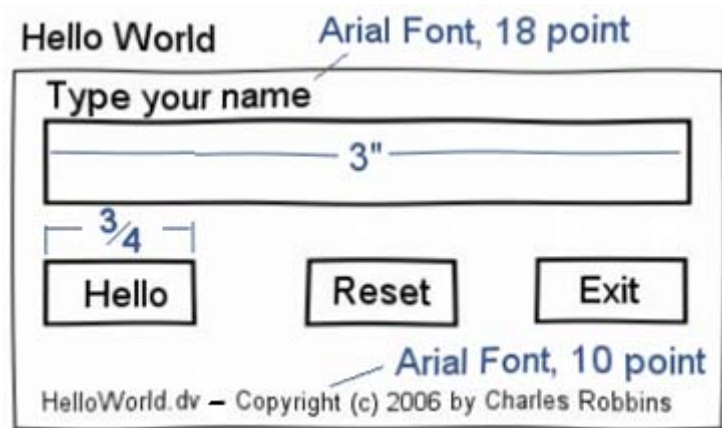 Hello World
Arial Font, 18 point
Type your name
3"
3/4
Hello
Reset
Exit
Arial Font, 10 point
HelloWorld.dv – Copyright (c) 2006 by Charles Robbins